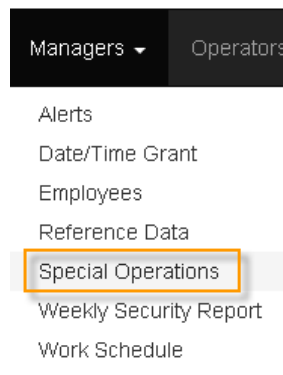 Managers Operators
Alerts
Date/Time Grant
Employees
Reference Data
Special Operations
Weekly Security Report
Work Schedule